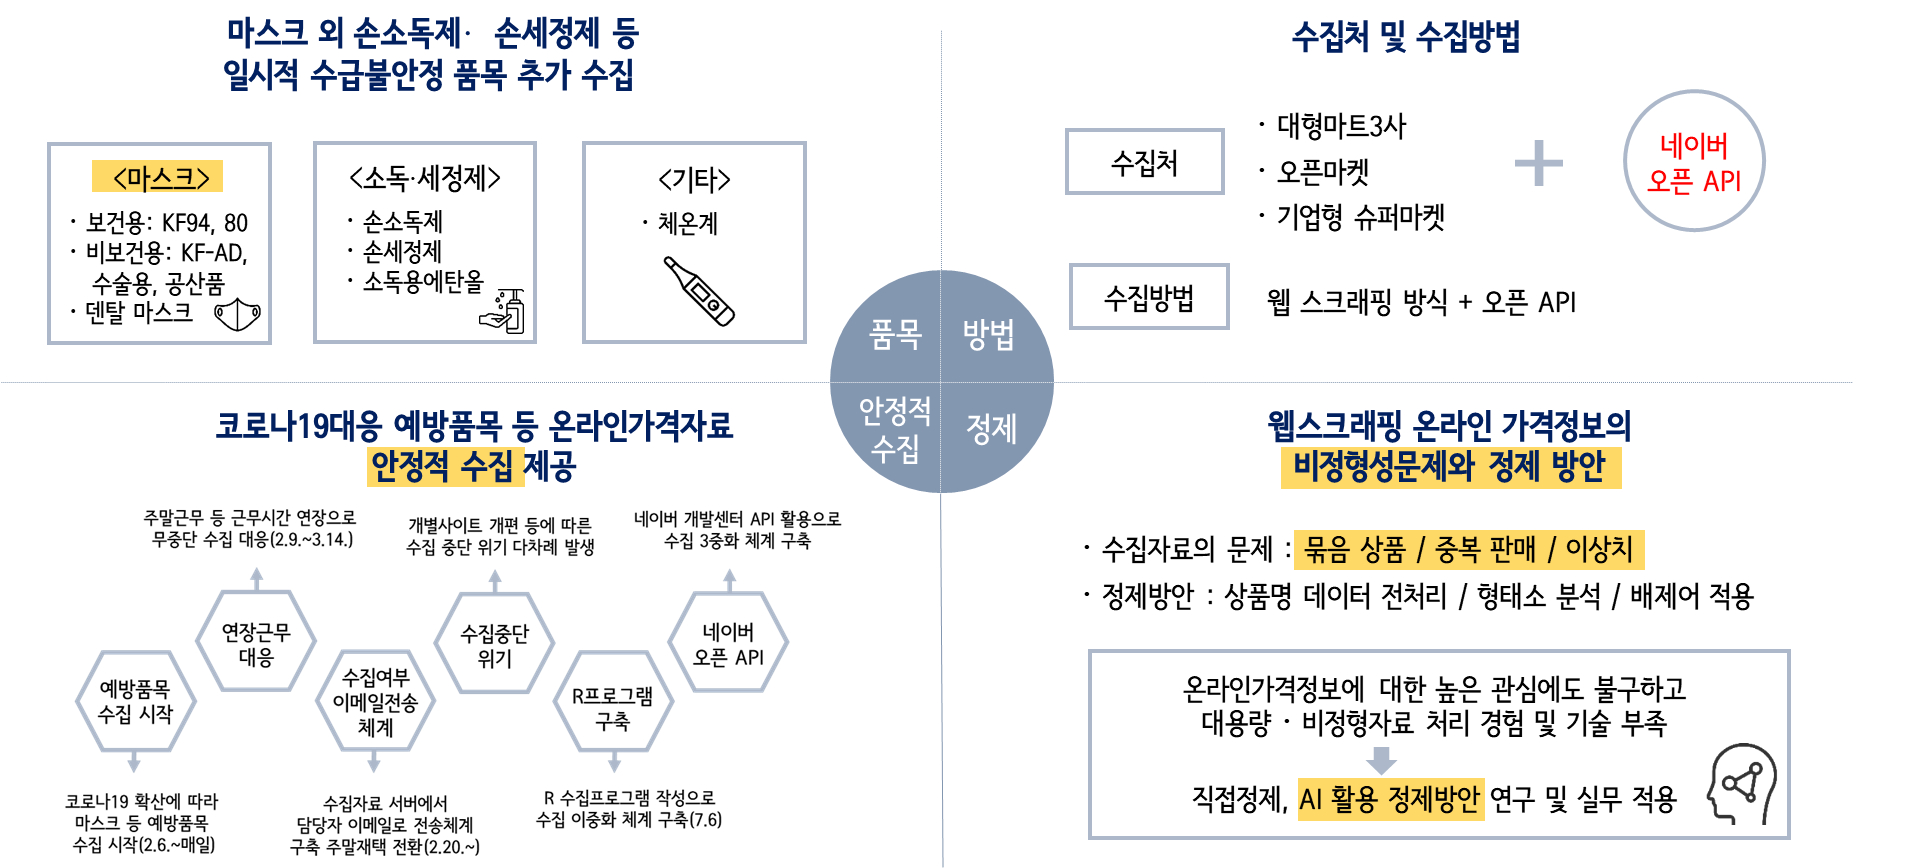 마스크 외 손소독제· 손세정제 등
일시적 수급불안정 품목 추가 수집
<마스크>
· 보건용: KF94, 80
· 비보건용: KF-AD,
수술용, 공산품
· 덴탈 마스크
<소독·세정제>
· 손소독제
· 손세정제
· 소독용에탄올
<기타>
· 체온계
수집처 및 수집방법
수집처
· 대형마트3사
· 오픈마켓
· 기업형 슈퍼마켓
+
네이버
오픈 API
수집방법
웹 스크래핑 방식 + 오픈 API
품목
방법
안정적
수집
정제
코로나19대응 예방품목 등 온라인가격자료
안정적 수집 제공
주말근무 등 근무시간 연장으로
무중단 수집 대응(2.9.~3.14.)
개별사이트 개편 등에 따른
수집 중단 위기 다차례 발생
네이버 개발센터 API 활용으로
수집 3중화 체계 구축
예방품목
수집 시작
연장근무
대응
수집여부
이메일전송
체계
수집중단
위기
R프로그램
구축
네이버
오픈 API
코로나19 확산에 따라
마스크 등 예방품목
수집 시작(2.6.~매일)
수집자료 서버에서
담당자 이메일로 전송체계
구축 주말재택 전환(2.20.~)
R 수집프로그램 작성으로
수집 이중화 체계 구축(7.6)
웹스크래핑 온라인 가격정보의
비정형성문제와 정제 방안
· 수집자료의 문제 : 묶음 상품 / 중복 판매 / 이상치
· 정제방안 : 상품명 데이터 전처리 / 형태소 분석 / 배제어 적용
온라인가격정보에 대한 높은 관심에도 불구하고
대용량 · 비정형자료 처리 경험 및 기술 부족
직접정제, AI 활용 정제방안 연구 및 실무 적용